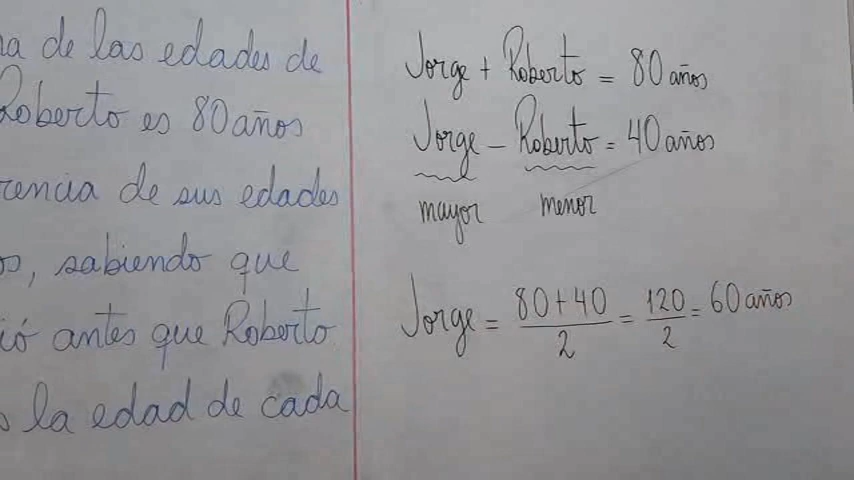 de las edades de
Roberto es 80 años
de sus edades
, sabiendo que
antes que Roberto
la edad de cada
Jorge + Roberto = 80 años
Jorge - Roberto = 40 años
mayor menor
Jorge = 80+40/2 = 120/2 = 60 años